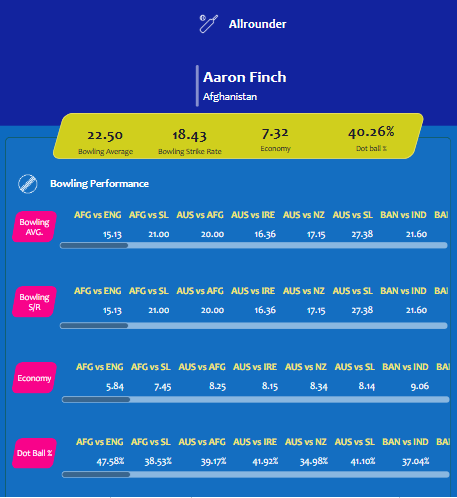 Allrounder
Aaron Finch
Afghanistan
22.50 18.43 7.32 40.26%
Bowling Average Bowling Strike Rate Economy Dot ball %
Bowling Performance
Bowling AVG.
AFG vs ENG AFG vs SL AUS vs AFG AUS vs IRE AUS vs NZ AUS vs SL BAN vs IND BAN
15.13 21.00 20.00 16.36 17.15 27.38 21.60
Bowling S/R
AFG vs ENG AFG vs SL AUS vs AFG AUS vs IRE AUS vs NZ AUS vs SL BAN vs IND BAN
15.13 21.00 20.00 16.36 17.15 27.38 21.60
Economy
AFG vs ENG AFG vs SL AUS vs AFG AUS vs IRE AUS vs NZ AUS vs SL BAN vs IND BAN
5.84 7.45 8.25 8.15 8.34 8.14 9.06
Dot Ball %
AFG vs ENG AFG vs SL AUS vs AFG AUS vs IRE AUS vs NZ AUS vs SL BAN vs IND BAN
47.58% 38.53% 39.17% 41.92% 34.98% 41.10% 37.04%